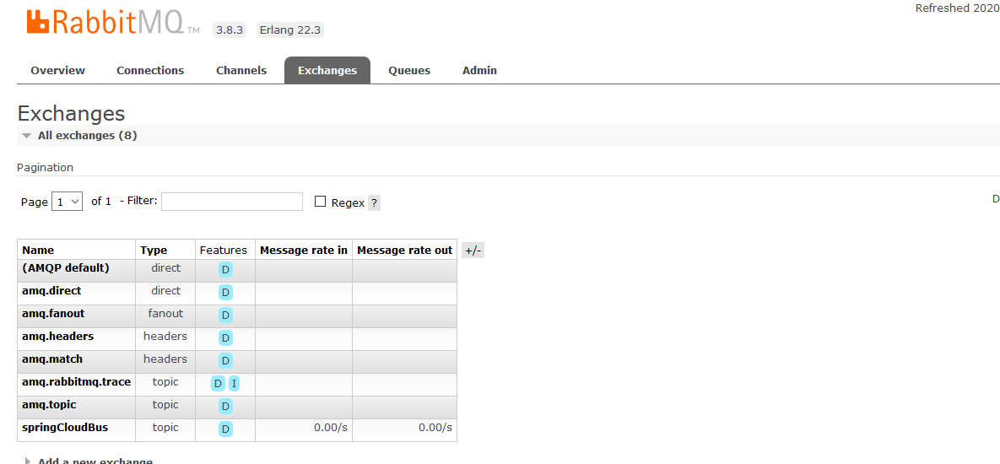 Refreshed 2020
RabbitMQ TM 3.8.3 Erlang 22.3
Overview Connections Channels Exchanges Queues Admin
Exchanges
All exchanges (8)
Pagination
Page 1 of 1 - Filter: Regex ? D
Name Type Features Message rate in Message rate out +/-
(AMQP default) direct D
amq.direct direct D
amq.fanout fanout D
amq.headers headers D
amq.match headers D
amq.rabbitmq.trace topic D I
amq.topic topic D
springCloudBus topic D 0.00/s 0.00/s
Add a new exchange